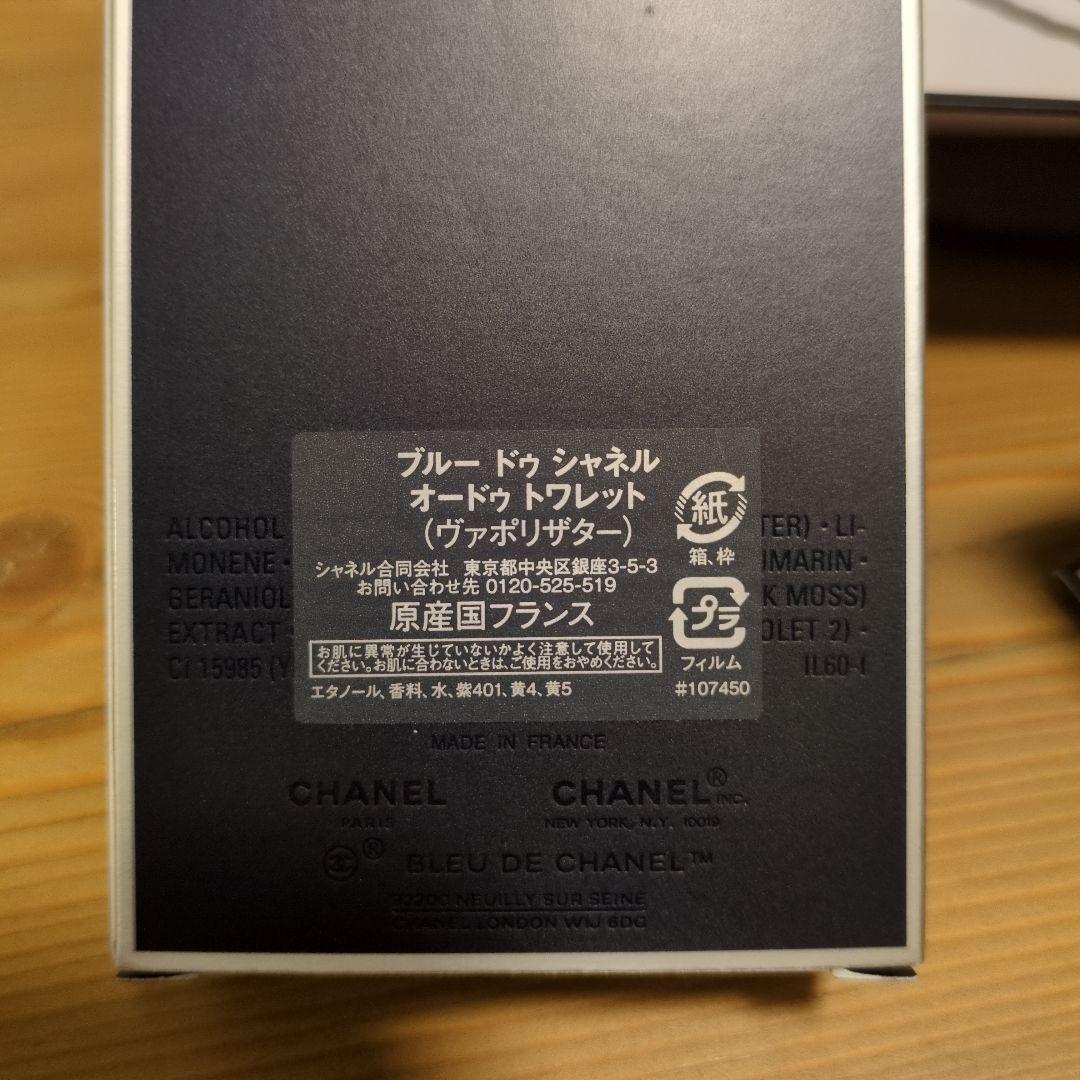 ブルー ドゥ シャネル
オードゥ トワレット
(ヴァポリザター)
シャネル合同会社 東京都中央区銀座3-5-3
お問い合わせ先 0120-525-519
原産国フランス
お肌に異常が生じていないかよく注意して使用して
ください。お肌に合わないときは、ご使用をおやめください。
エタノール、香料、水、紫401、黄4、黄5
紙
箱、枠
プラ
フィルム
#107450
ALCOHOL TER) · LI-
MONENE · UMARIN -
GERANIOL K MOSS)
EXTRACT OLET 2) -
CI 15985 (Y IL60-I
MADE IN FRANCE
CHANEL
PARIS
CHANEL® INC.
NEW YORK, N.Y. 10019
® BLEU DE CHANEL™
92200 NEUILLY SUR SEINE
CHANEL LONDON W1J 6DG